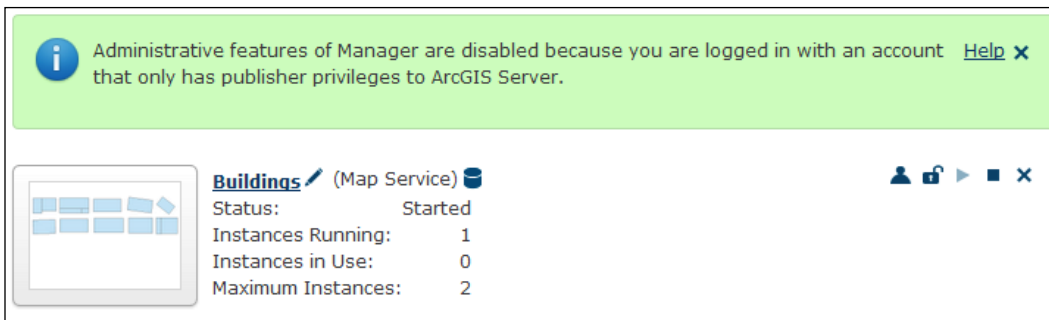 Administrative features of Manager are disabled because you are logged in with an account Help
that only has publisher privileges to ArcGIS Server.
Buildings (Map Service)
Status: Started
Instances Running: 1
Instances in Use: 0
Maximum Instances: 2